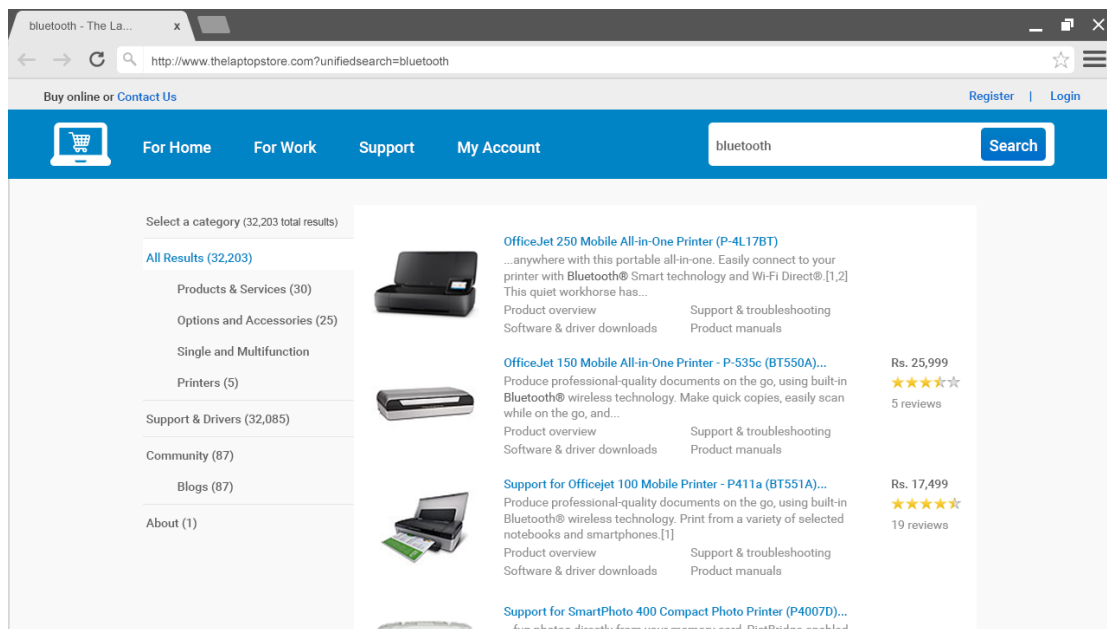 bluetooth - The La...
x
http://www.thelaptopstore.com?unifiedsearch=bluetooth
Buy online or Contact Us
Register | Login
For Home For Work Support My Account
bluetooth
Search
Select a category (32,203 total results)
All Results (32,203)
Products & Services (30)
Options and Accessories (25)
Single and Multifunction
Printers (5)
Support & Drivers (32,085)
Community (87)
Blogs (87)
About (1)
OfficeJet 250 Mobile All-in-One Printer (P-4L17BT)
...anywhere with this portable all-in-one. Easily connect to your
printer with Bluetooth® Smart technology and Wi-Fi Direct®.[1,2]
This quiet workhorse has...
Product overview Support & troubleshooting
Software & driver downloads Product manuals
OfficeJet 150 Mobile All-in-One Printer - P-535c (BT550A)...
Rs. 25,999
Produce professional-quality documents on the go, using built-in
Bluetooth® wireless technology. Make quick copies, easily scan
while on the go, and...
5 reviews
Product overview Support & troubleshooting
Software & driver downloads Product manuals
Support for Officejet 100 Mobile Printer - P411a (BT551A)...
Rs. 17,499
Produce professional-quality documents on the go, using built-in
Bluetooth® wireless technology. Print from a variety of selected
notebooks and smartphones.[1]
19 reviews
Product overview Support & troubleshooting
Software & driver downloads Product manuals
Support for SmartPhoto 400 Compact Photo Printer (P4007D)...
...fun photos directly from your memory card, PictBridge enabled